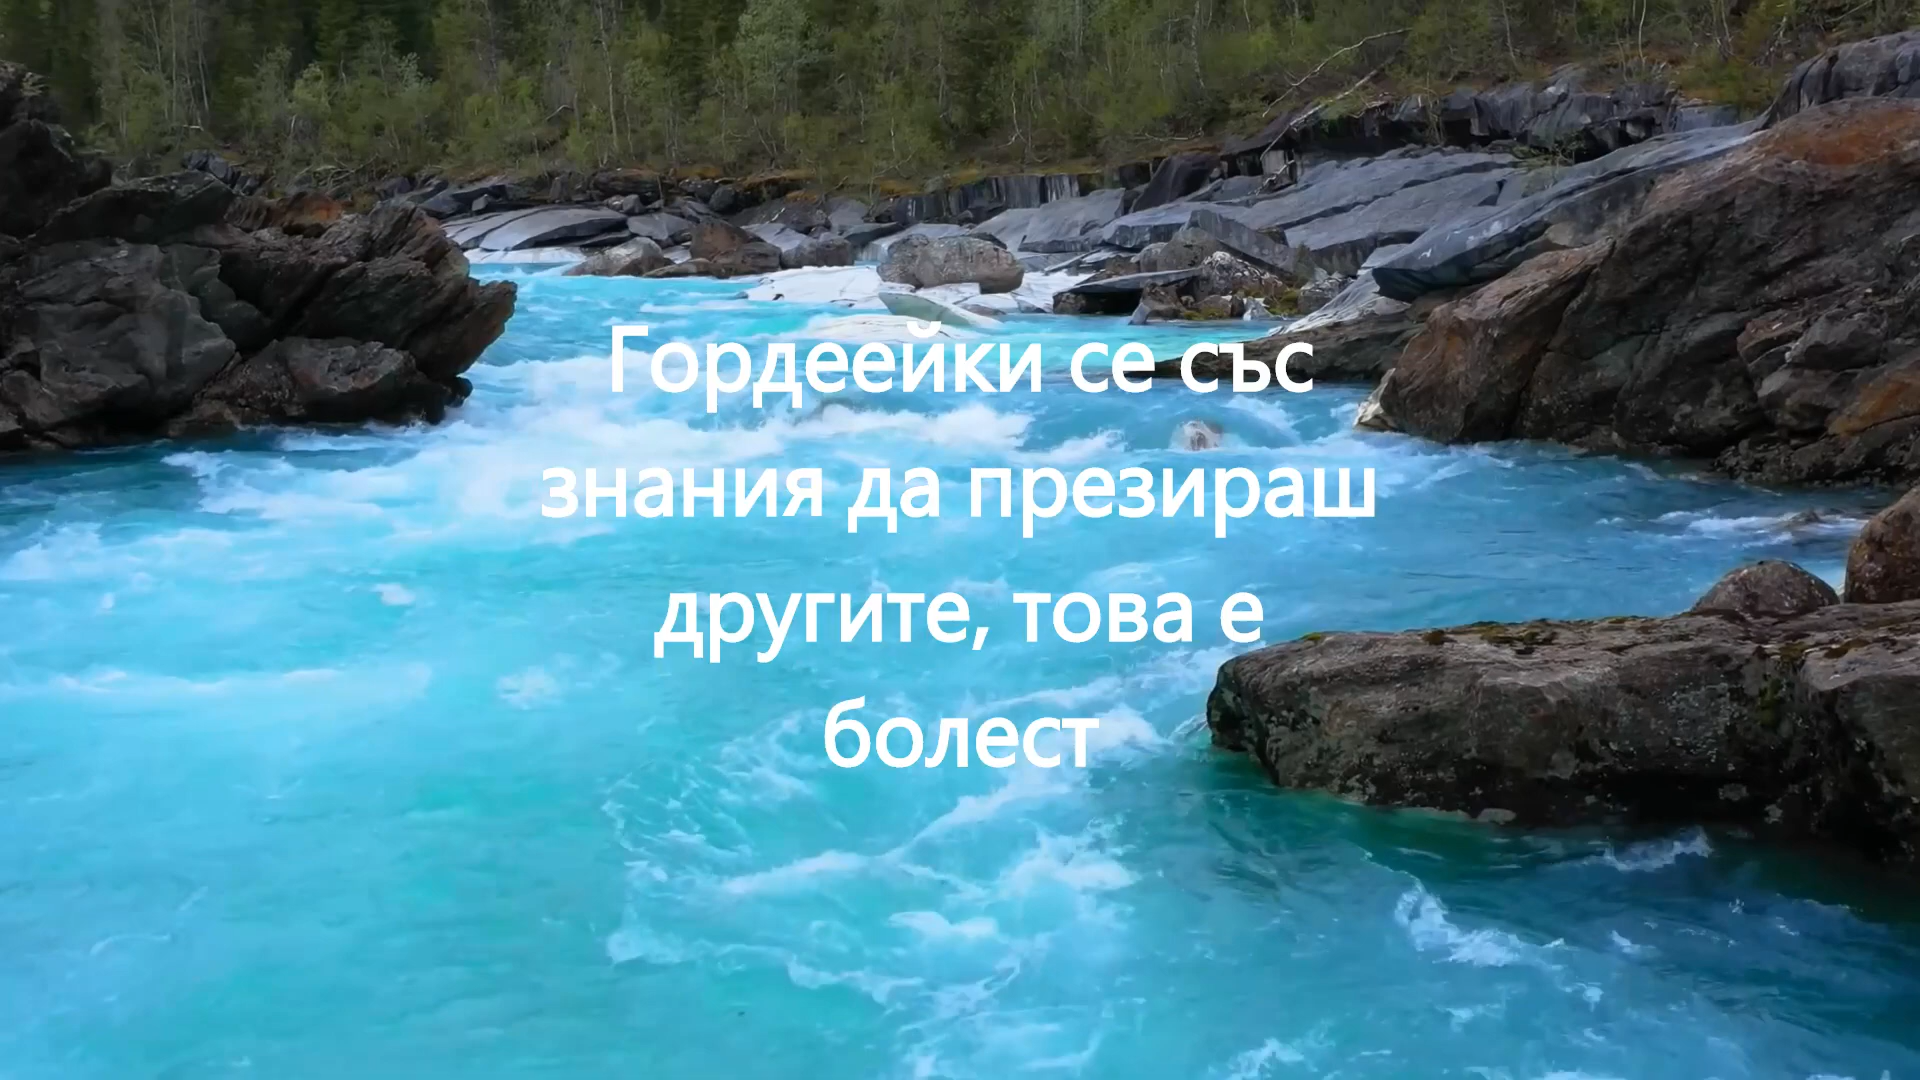 Гордеейки се със
знания да презираш
другите, това е
болест